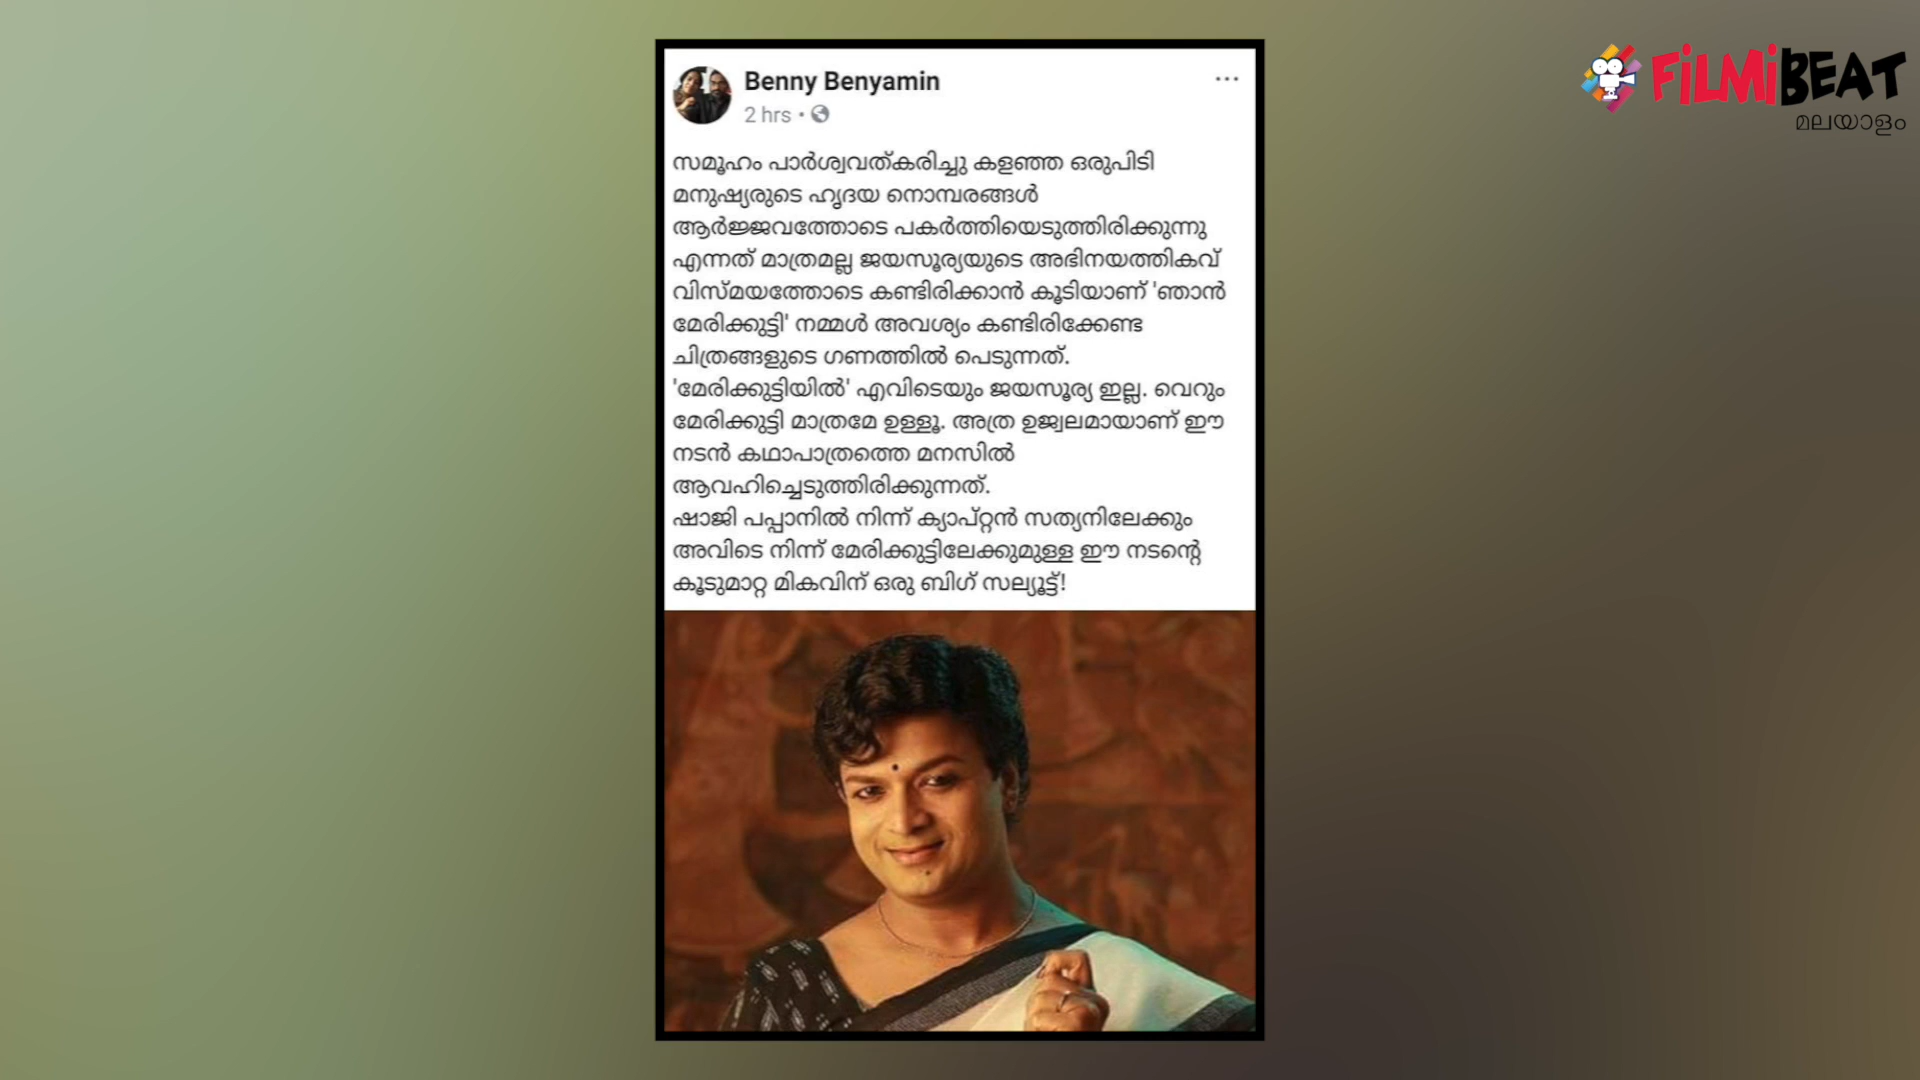 Benny Benyamin
2 hrs
സമൂഹം പാർശ്വവത്കരിച്ചു കളഞ്ഞ ഒരുപിടി
മനുഷ്യരുടെ ഹൃദയ നൊമ്പരങ്ങൾ
ആർജ്ജവത്തോടെ പകർത്തിയെടുത്തിരിക്കുന്നു
എന്നത് മാത്രമല്ല ജയസൂര്യയുടെ അഭിനയത്തികവ്
വിസ്മയത്തോടെ കണ്ടിരിക്കാൻ കൂടിയാണ് 'ഞാൻ
മേരിക്കുട്ടി' നമ്മൾ അവശ്യം കണ്ടിരിക്കേണ്ട
ചിത്രങ്ങളുടെ ഗണത്തിൽ പെടുന്നത്.
'മേരിക്കുട്ടിയിൽ' എവിടെയും ജയസൂര്യ ഇല്ല. വെറും
മേരിക്കുട്ടി മാത്രമേ ഉള്ളൂ. അത്ര ഉജ്വലമായാണ് ഈ
നടൻ കഥാപാത്രത്തെ മനസിൽ
ആവഹിച്ചെടുത്തിരിക്കുന്നത്.
ഷാജി പപ്പാനിൽ നിന്ന് ക്യാപ്റ്റൻ സത്യനിലേക്കും
അവിടെ നിന്ന് മേരിക്കുട്ടിലേക്കുമുള്ള ഈ നടന്റെ
കൂടുമാറ്റ മികവിന് ഒരു ബിഗ് സല്യൂട്ട്!
FiLMiBEAT
മലയാളം